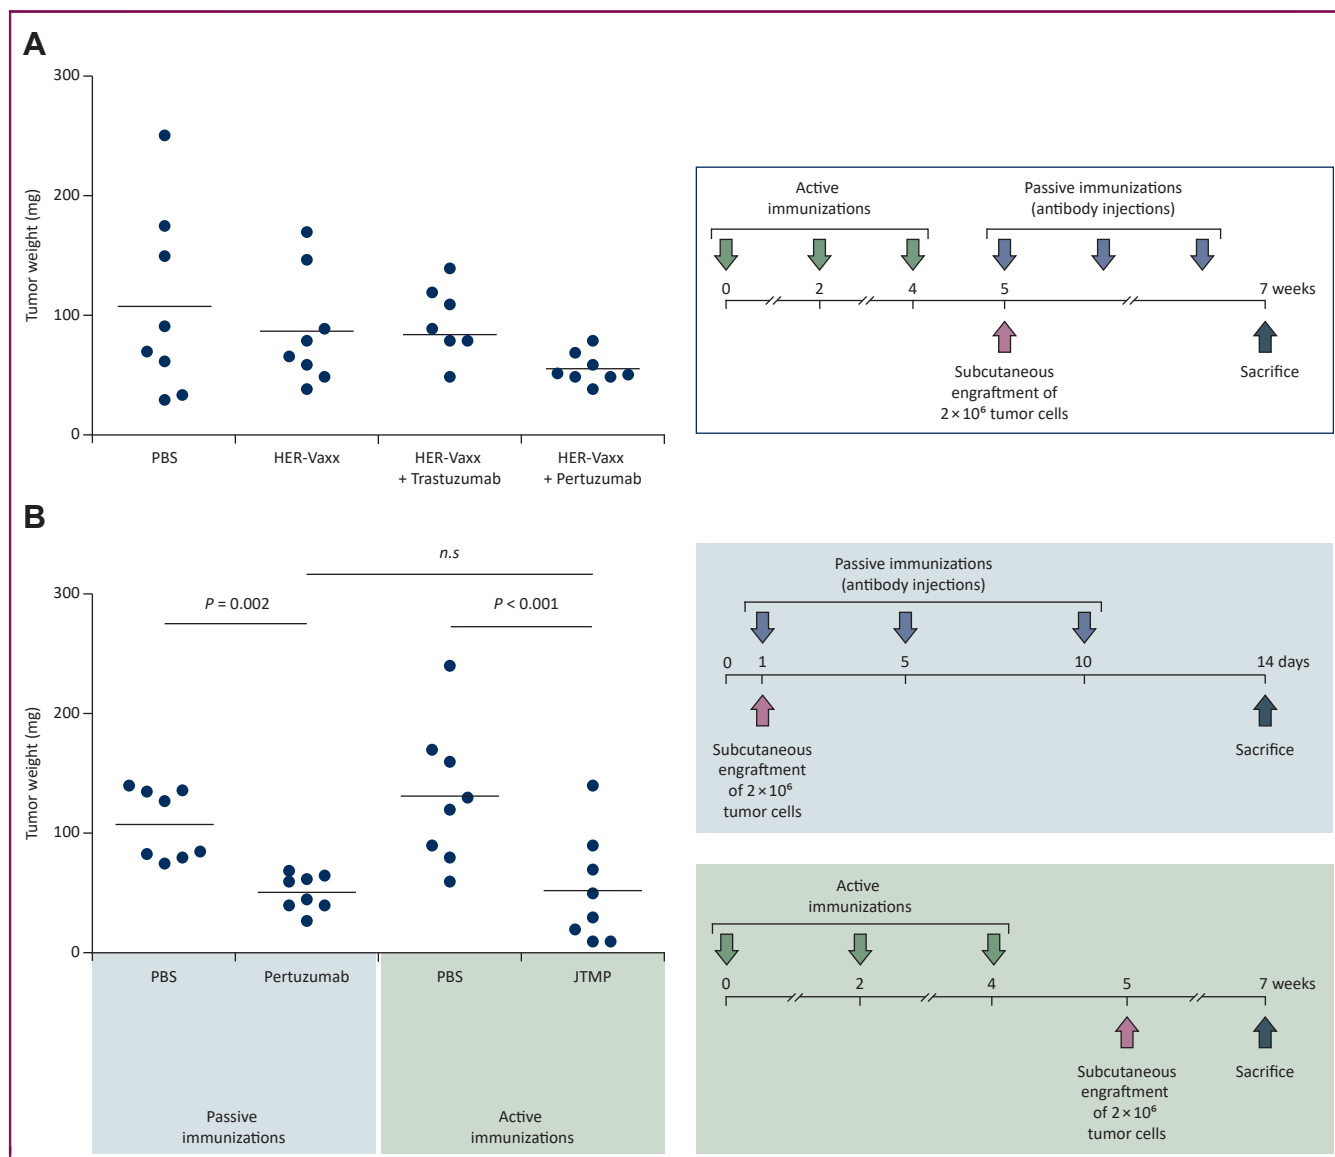 A
300
200
100
0
Tumor weight (mg)
PBS
HER-Vaxx
HER-Vaxx
+ Trastuzumab
HER-Vaxx
+ Pertuzumab
Active
immunizations
Passive immunizations
(antibody injections)
0 2 4 5 7 weeks
Subcutaneous
engraftment of
2 × 10⁶ tumor cells
Sacrifice
B
n.s
P = 0.002
P < 0.001
300
200
100
0
Tumor weight (mg)
PBS
Pertuzumab
PBS
JTMP
Passive
immunizations
Active
immunizations
Passive immunizations
(antibody injections)
0 1 5 10 14 days
Subcutaneous
engraftment
of 2 × 10⁶
tumor cells
Sacrifice
Active
immunizations
0 2 4 5 7 weeks
Subcutaneous
engraftment
of 2 × 10⁶
tumor cells
Sacrifice